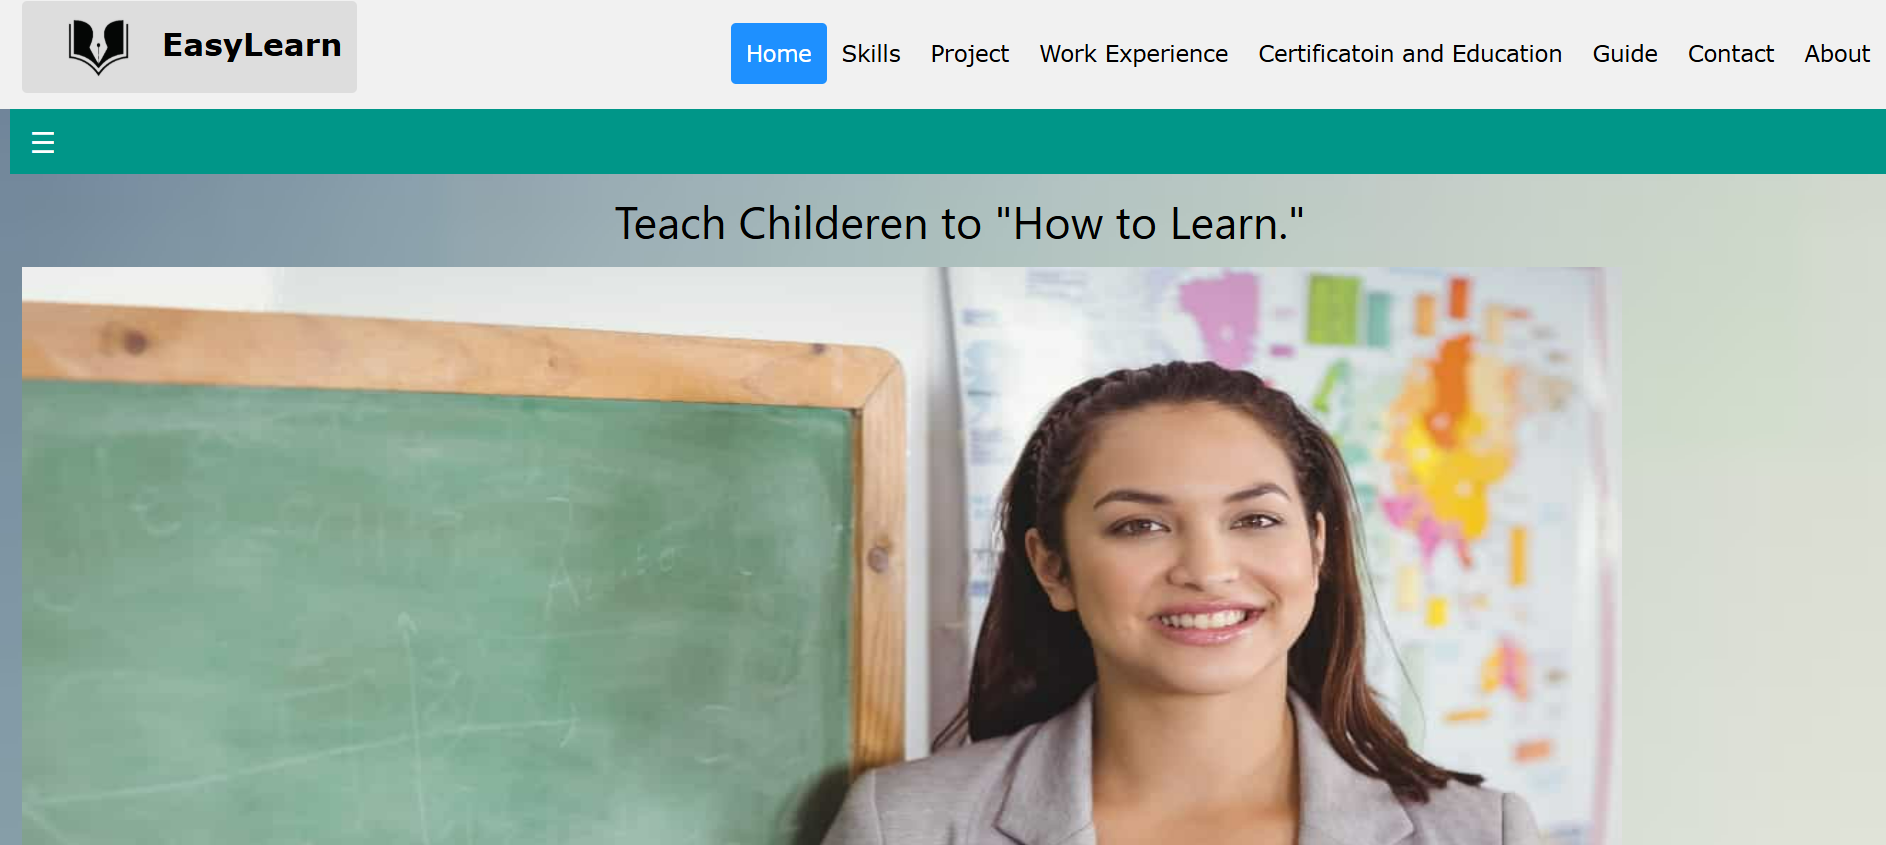 EasyLearn
Home Skills Project Work Experience Certificatoin and Education Guide Contact About
☰
Teach Childeren to "How to Learn."